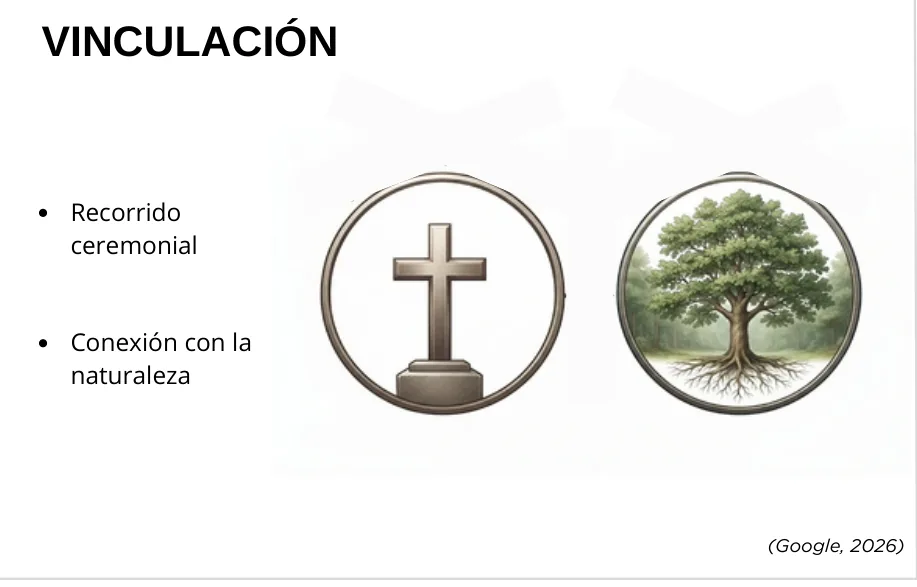 VINCULACIÓN
• Recorrido
ceremonial
• Conexión con la
naturaleza
(Google, 2026)